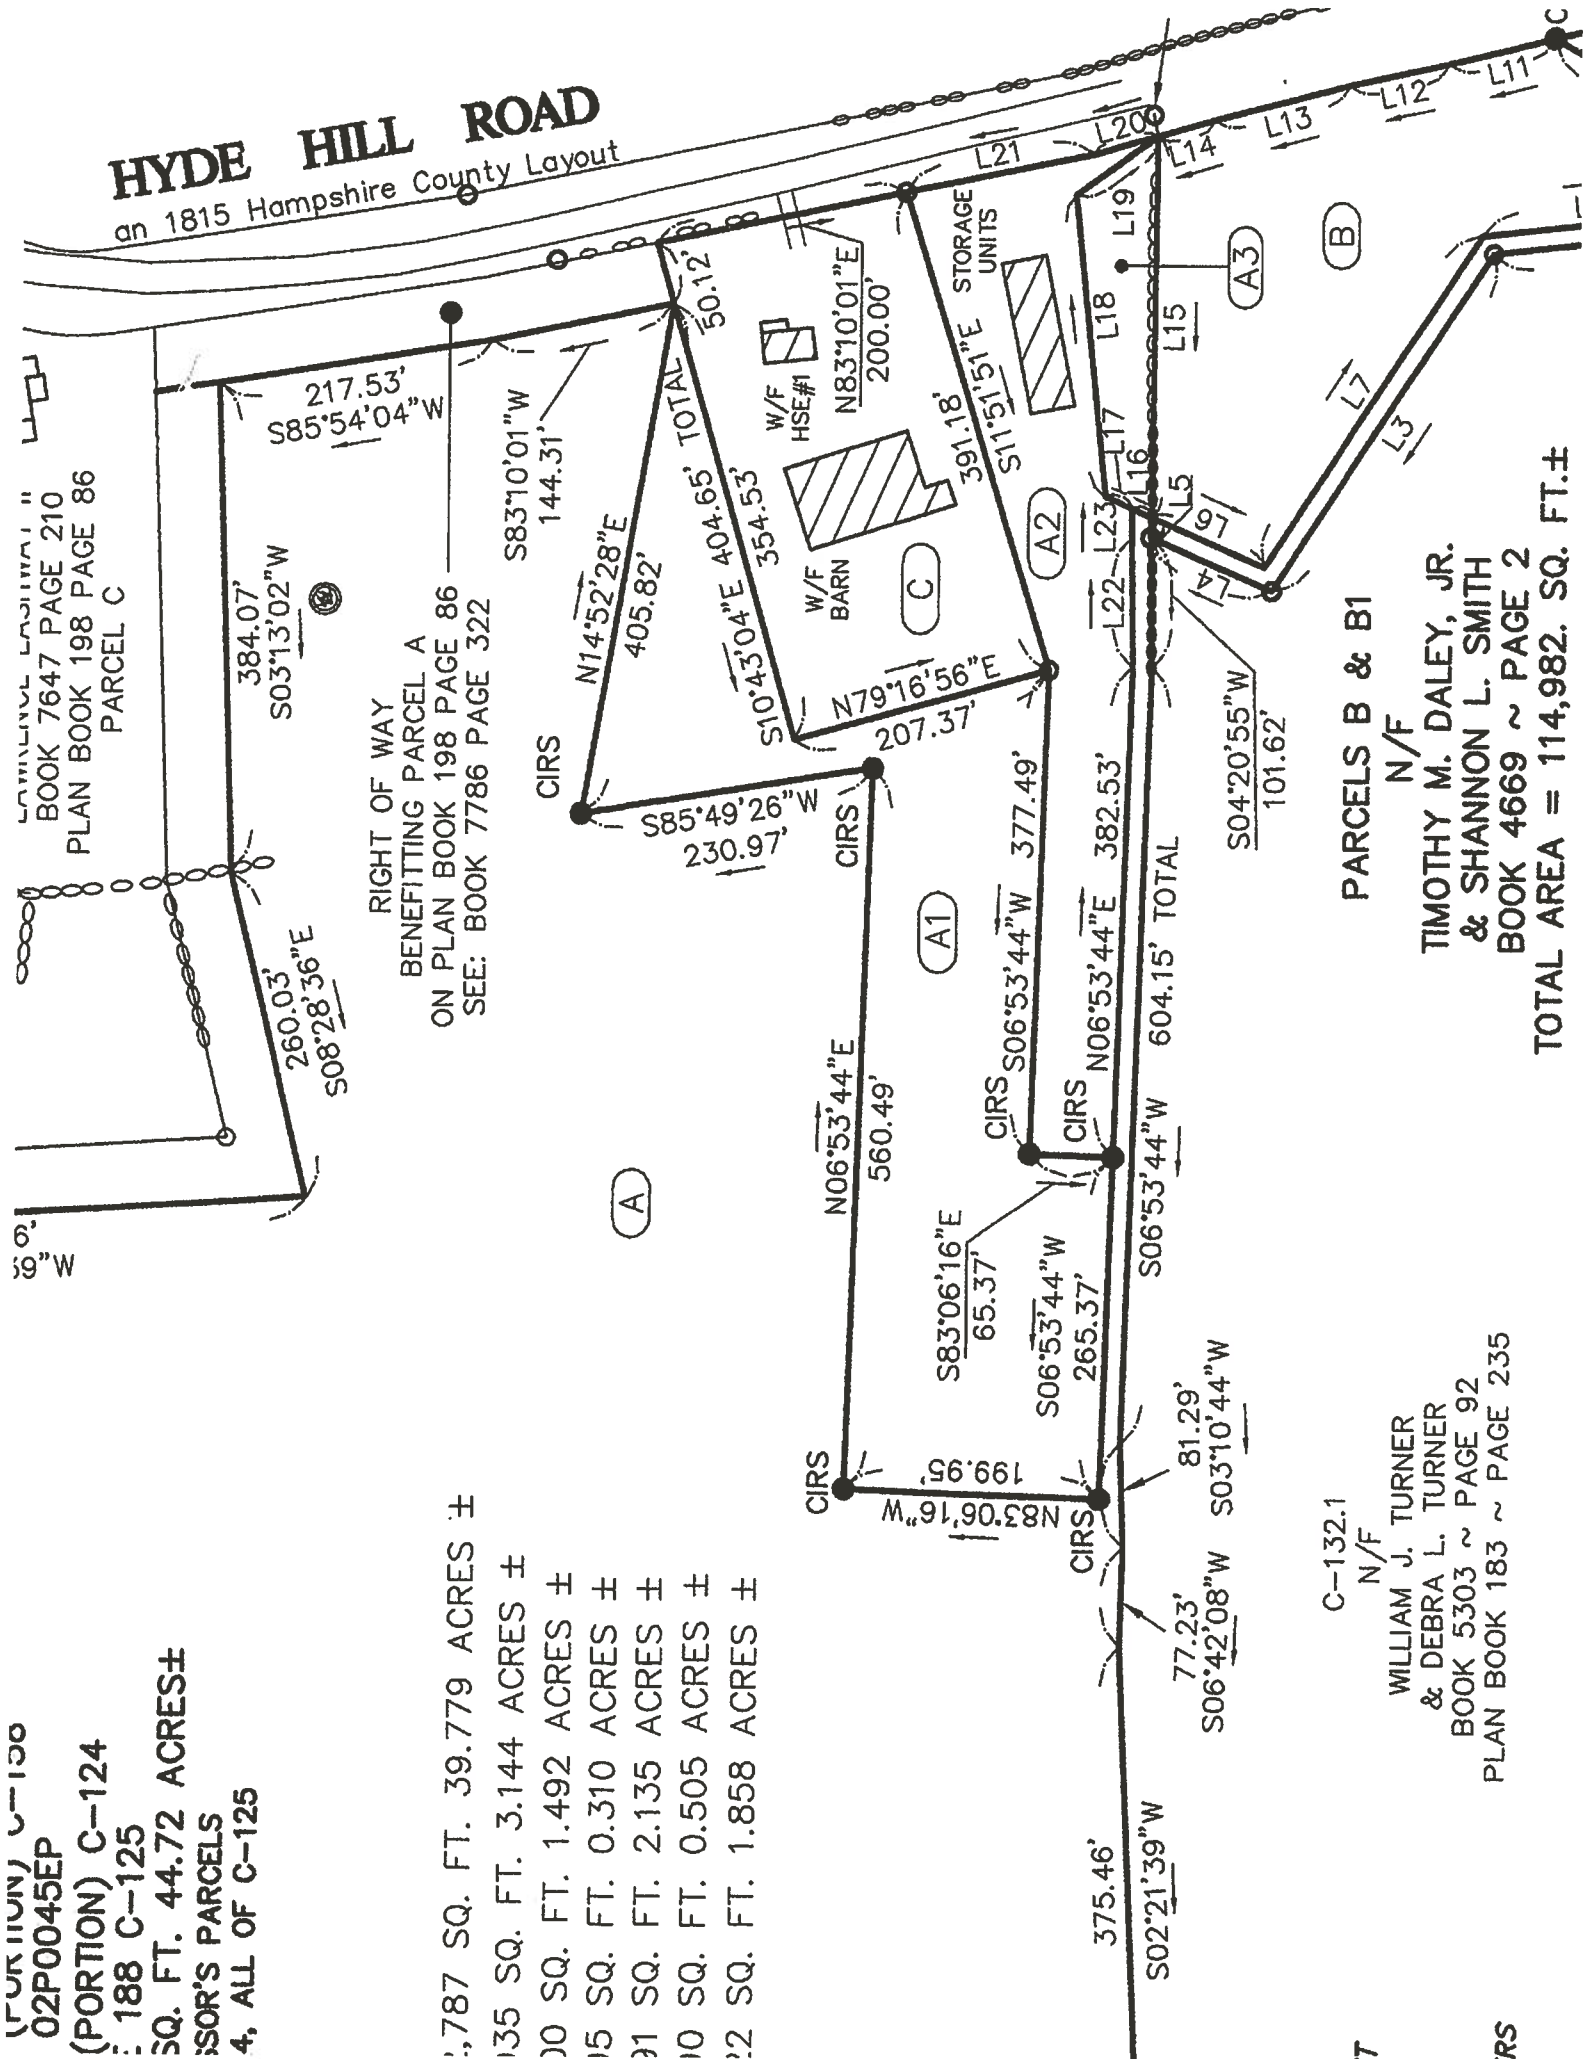 HYDE HILL ROAD
an 1815 Hampshire County Layout
BOOK 7647 PAGE 210
PLAN BOOK 198 PAGE 86
PARCEL C
217.53'
S85°54'04"W
384.07'
S03°13'02"W
260.03'
S08°28'36"E
RIGHT OF WAY
BENEFITTING PARCEL A
ON PLAN BOOK 198 PAGE 86
SEE: BOOK 7786 PAGE 322
S83°10'01"W
144.31'
N14°52'28"E
405.82'
S10°43'04"E 404.65' TOTAL
354.53'
50.12'
W/F
HSE#1
N83°10'01"E
200.00'
W/F
BARN
C
STORAGE
UNITS
391.18'
S11°51'51"E
N79°16'56"E
207.37'
CIRS
S85°49'26"W
230.97'
CIRS
A2
A3
B
L3
L4
L5
L6
L7
L11
L12
L13
L14
L15
L16
L17
L18
L19
L20
L21
L22
L23
C
S04°20'55"W
101.62'
A1
A
N06°53'44"E
560.49'
S06°53'44"W 377.49'
N06°53'44"E 382.53'
S06°53'44"W 604.15' TOTAL
CIRS
CIRS
S83°06'16"E
65.37'
S06°53'44"W
265.37'
CIRS
N83°06'16"W
199.95'
CIRS
81.29'
S03°10'44"W
77.23'
S06°42'08"W
375.46'
S02°21'39"W
PARCELS B & B1
N/F
TIMOTHY M. DALEY, JR.
& SHANNON L. SMITH
BOOK 4669 ~ PAGE 2
TOTAL AREA = 114,982. SQ. FT.±
C-132.1
N/F
WILLIAM J. TURNER
& DEBRA L. TURNER
BOOK 5303 ~ PAGE 92
PLAN BOOK 183 ~ PAGE 235
02P0045EP
(PORTION) C-124
188 C-125
SQ. FT. 44.72 ACRES±
SSOR'S PARCELS
4, ALL OF C-125
,787 SQ. FT. 39.779 ACRES ±
035 SQ. FT. 3.144 ACRES ±
00 SQ. FT. 1.492 ACRES ±
5 SQ. FT. 0.310 ACRES ±
91 SQ. FT. 2.135 ACRES ±
0 SQ. FT. 0.505 ACRES ±
22 SQ. FT. 1.858 ACRES ±